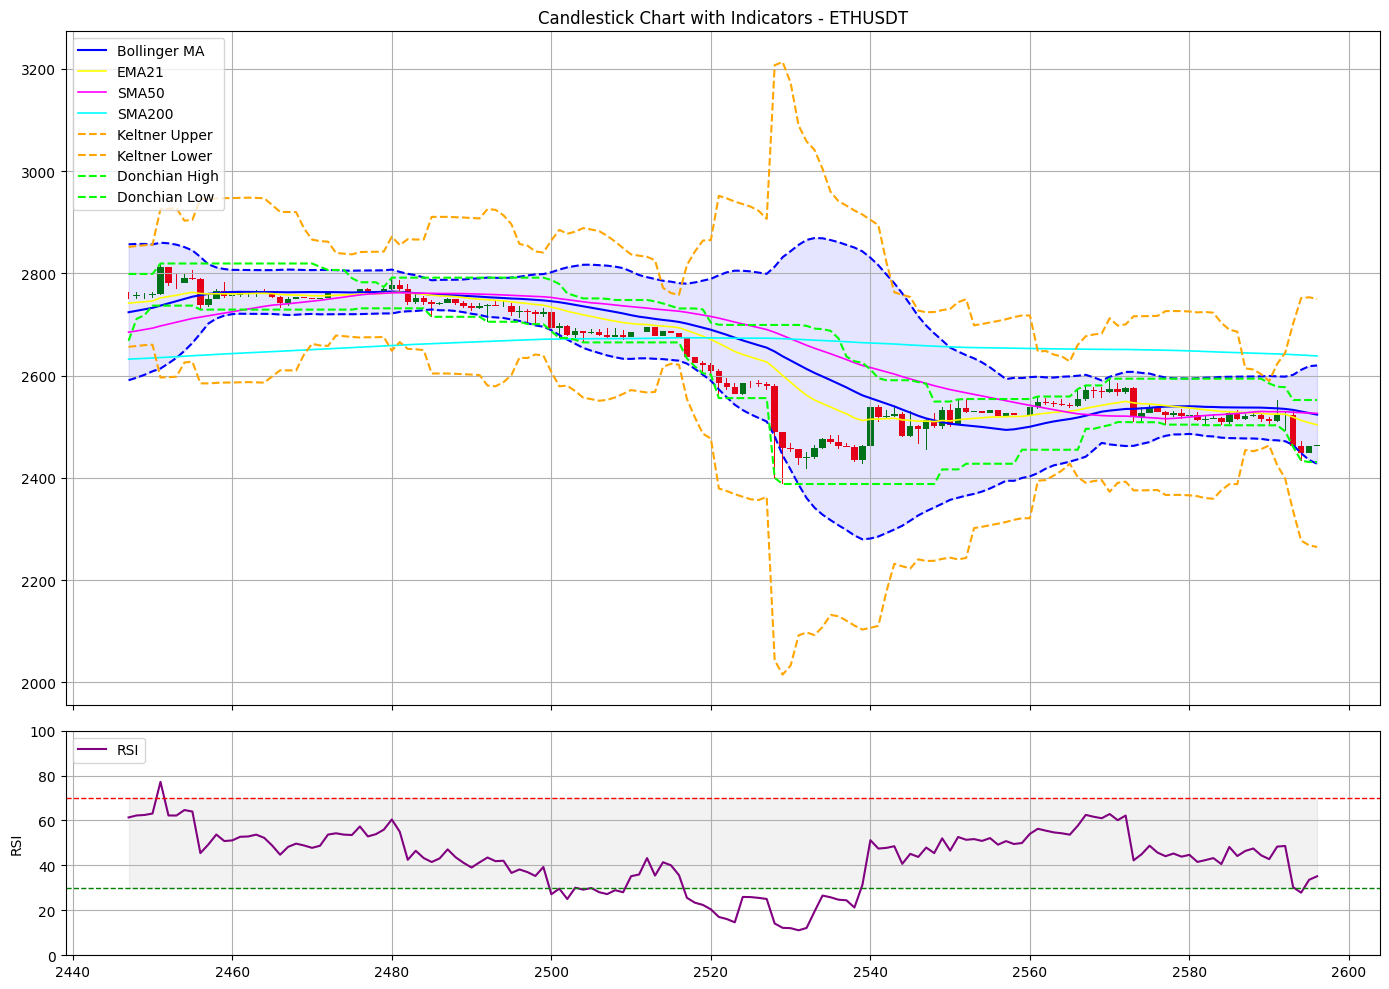 Candlestick Chart with Indicators - ETHUSDT
Bollinger MA
EMA21
SMA50
SMA200
Keltner Upper
Keltner Lower
Donchian High
Donchian Low
3200
3000
2800
2600
2400
2200
2000
RSI
100
80
60
40
20
0
RSI
2440
2460
2480
2500
2520
2540
2560
2580
2600